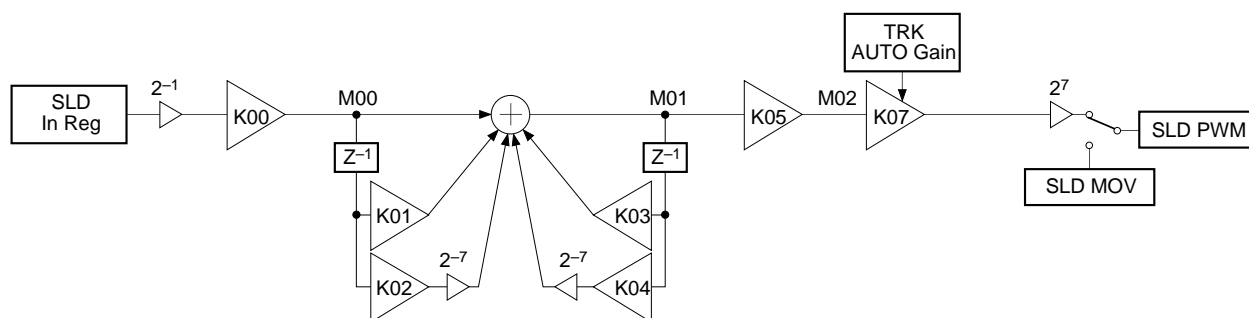 TRK
AUTO Gain
SLD
In Reg
2–1
K00
M00
M01
K05
M02
K07
27
SLD PWM
Z–1
Z–1
SLD MOV
K01
K03
K02
2–7
2–7
K04